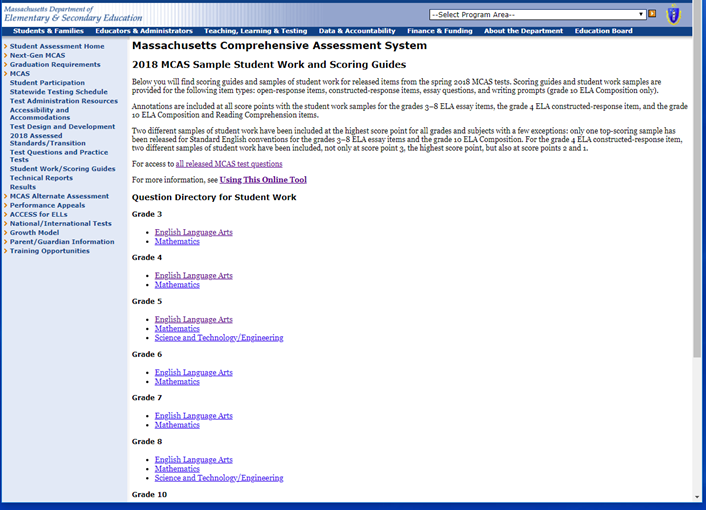 Massachusetts Department of
Elementary & Secondary Education
--Select Program Area--
Students & Families Educators & Administrators Teaching, Learning & Testing Data & Accountability Finance & Funding About the Department Education Board
Student Assessment Home
Next-Gen MCAS
Graduation Requirements
MCAS
Student Participation
Statewide Testing Schedule
Test Administration Resources
Accessibility and
Accommodations
Test Design and Development
2018 Assessed
Standards/Transition
Test Questions and Practice
Tests
Student Work/Scoring Guides
Technical Reports
Results
MCAS Alternate Assessment
Performance Appeals
ACCESS for ELLs
National/International Tests
Growth Model
Parent/Guardian Information
Training Opportunities
Massachusetts Comprehensive Assessment System
2018 MCAS Sample Student Work and Scoring Guides
Below you will find scoring guides and samples of student work for released items from the spring 2018 MCAS tests. Scoring guides and student work samples are
provided for the following item types: open-response items, constructed-response items, essay questions, and writing prompts (grade 10 ELA Composition only).
Annotations are included at all score points with the student work samples for the grades 3–8 ELA essay items, the grade 4 ELA constructed-response item, and the grade
10 ELA Composition and Reading Comprehension items.
Two different samples of student work have been included at the highest score point for all grades and subjects with a few exceptions: only one top-scoring sample has
been released for Standard English conventions for the grades 3–8 ELA essay items and the grade 10 ELA Composition. For the grade 4 ELA constructed-response item,
two different samples of student work have been included, not only at score point 3, the highest score point, but also at score points 2 and 1.
For access to all released MCAS test questions
For more information, see Using This Online Tool
Question Directory for Student Work
Grade 3
English Language Arts
Mathematics
Grade 4
English Language Arts
Mathematics
Grade 5
English Language Arts
Mathematics
Science and Technology/Engineering
Grade 6
English Language Arts
Mathematics
Grade 7
English Language Arts
Mathematics
Grade 8
English Language Arts
Mathematics
Science and Technology/Engineering
Grade 10